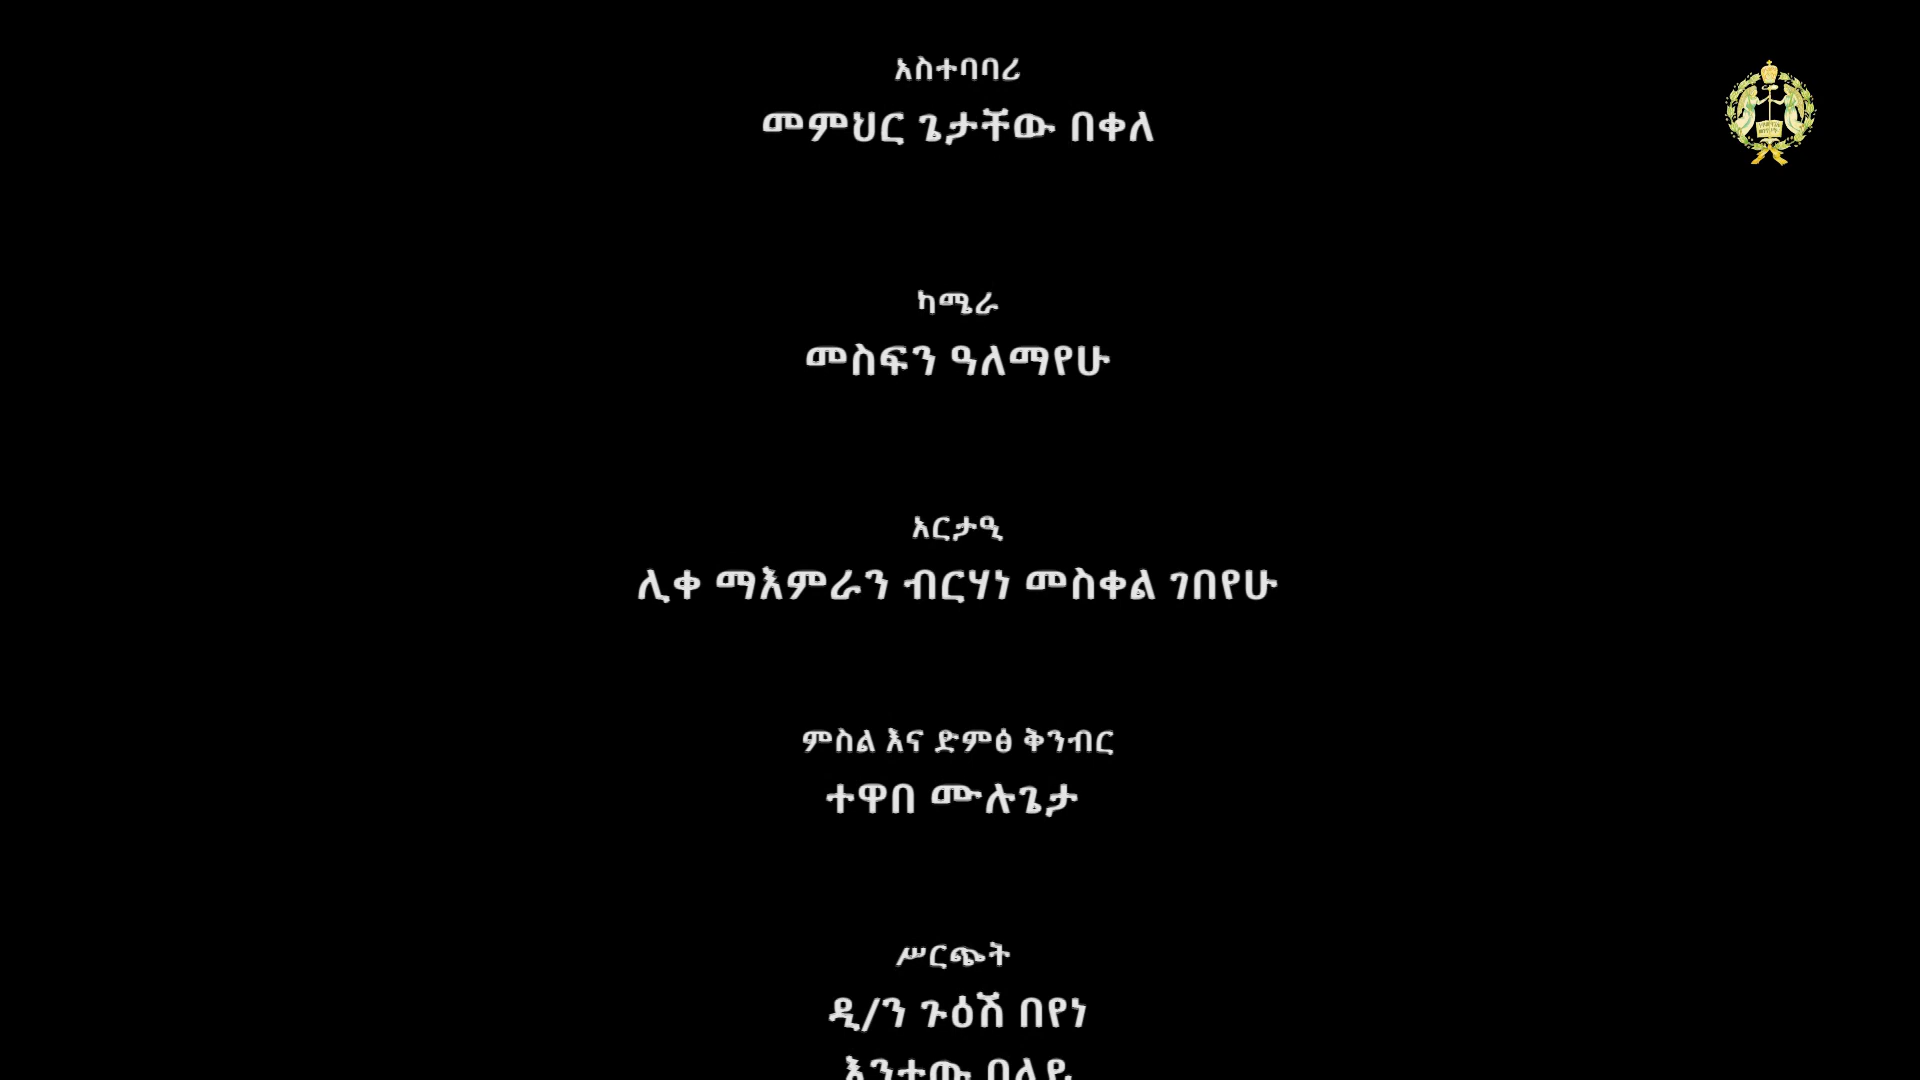 አስተባባሪ
መምህር ጌታቸው በቀለ
ካሜራ
መስፍን ዓለማየሁ
አርታዒ
ሊቀ ማእምራን ብርሃነ መስቀል ገበየሁ
ምስል እና ድምፅ ቅንብር
ተዋበ ሙሉጌታ
ሥርጭት
ዲ/ን ጉዕሽ በየነ